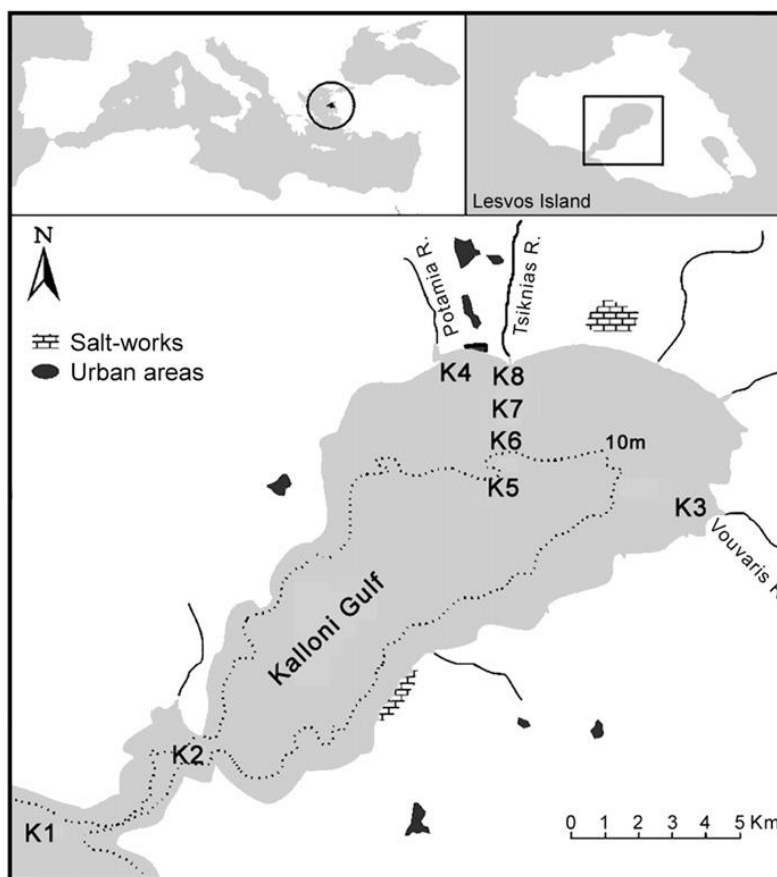 Lesvos Island
N
Salt-works
Urban areas
Potamia R.
Tsiknias R.
K4
K8
K7
K6
10m
K5
K3
Vouvaris R.
Kalloni Gulf
K2
K1
0 1 2 3 4 5 Km